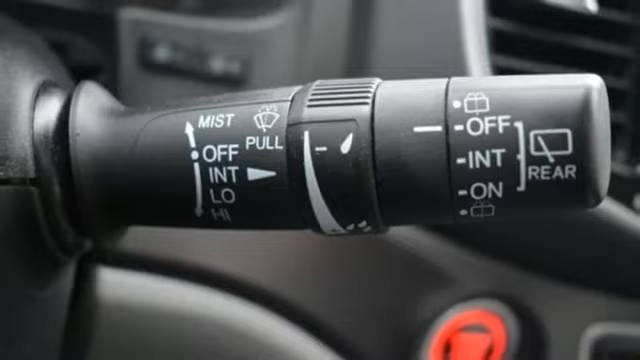 MIST
PULL
OFF
INT
LO
HI
OFF
INT
ON
REAR